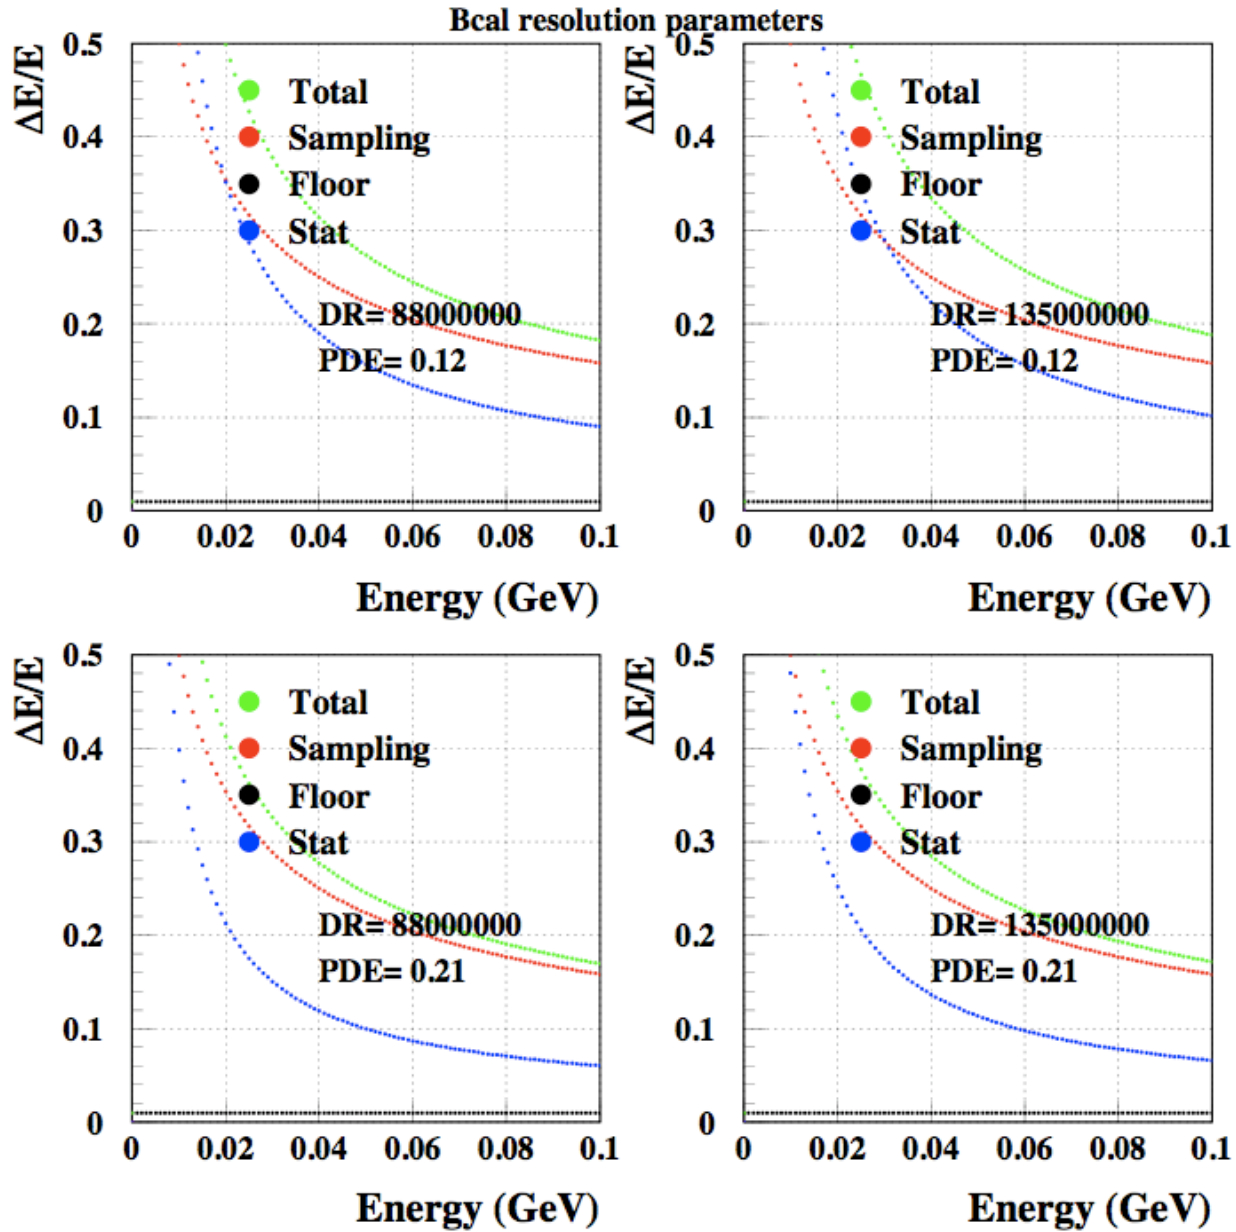 Bcal resolution parameters
ΔE/E
0.5
0.4
0.3
0.2
0.1
0
Total
Sampling
Floor
Stat
DR= 88000000
PDE= 0.12
0 0.02 0.04 0.06 0.08 0.1
Energy (GeV)
ΔE/E
0.5
0.4
0.3
0.2
0.1
0
Total
Sampling
Floor
Stat
DR= 135000000
PDE= 0.12
0 0.02 0.04 0.06 0.08 0.1
Energy (GeV)
ΔE/E
0.5
0.4
0.3
0.2
0.1
0
Total
Sampling
Floor
Stat
DR= 88000000
PDE= 0.21
0 0.02 0.04 0.06 0.08 0.1
Energy (GeV)
ΔE/E
0.5
0.4
0.3
0.2
0.1
0
Total
Sampling
Floor
Stat
DR= 135000000
PDE= 0.21
0 0.02 0.04 0.06 0.08 0.1
Energy (GeV)